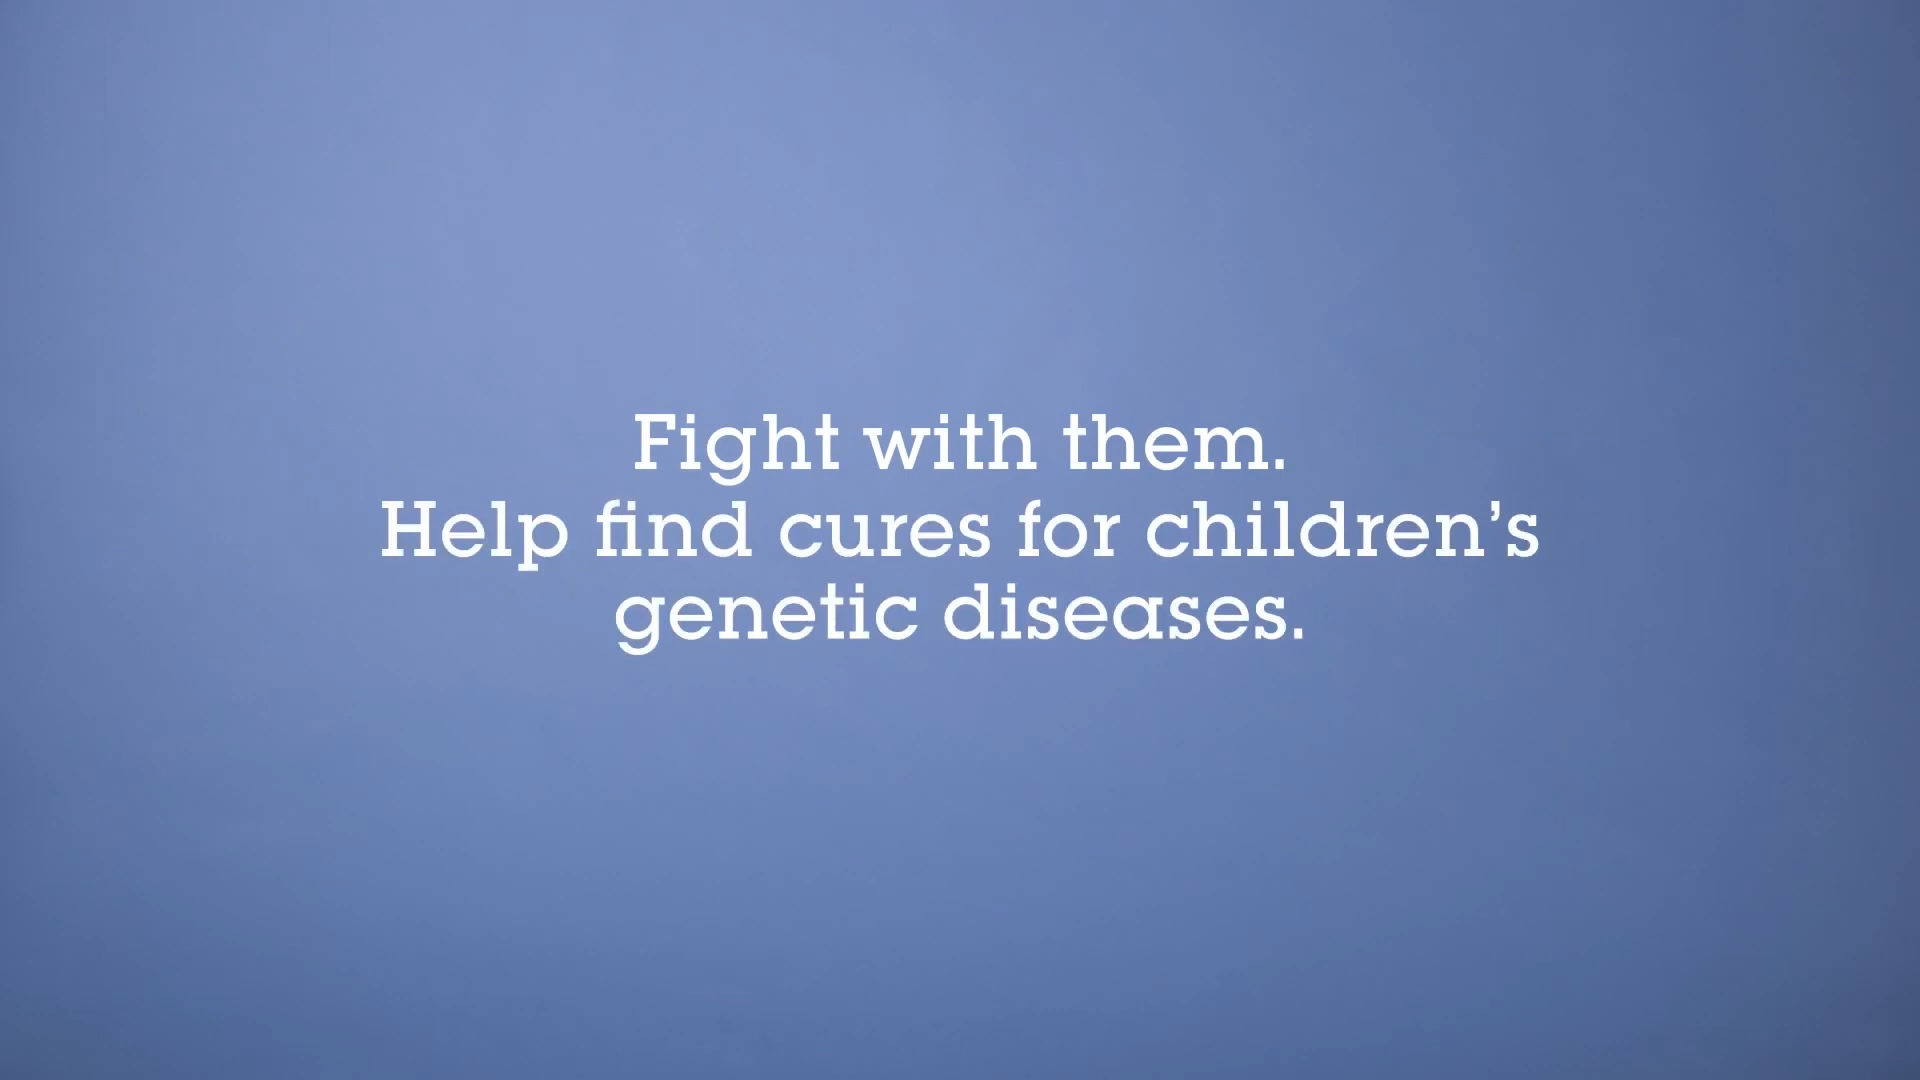 Fight with them.
Help find cures for children’s
genetic diseases.